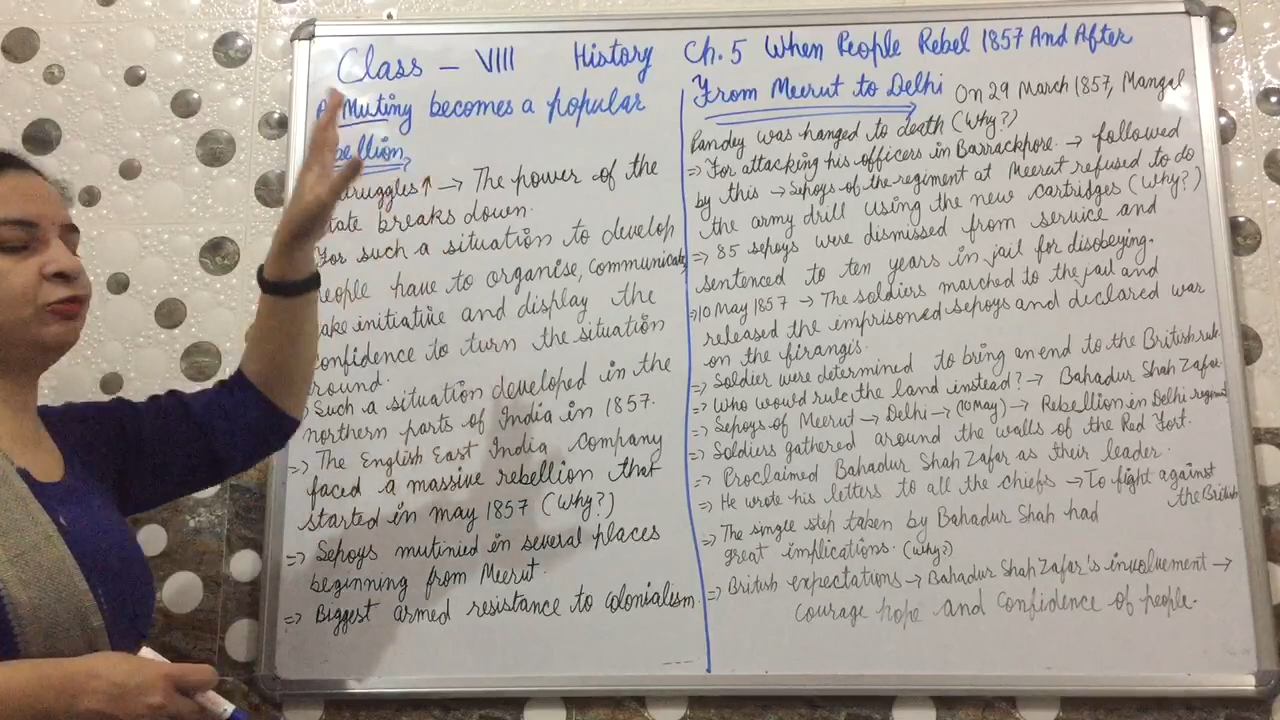 Class – VIII History Ch. 5 When People Rebel 1857 And After
A Mutiny becomes a popular
bellion?
druggles↑ → The power of the
tate breaks down.
For such a situation to develop
eople have to organise, communicate,
ake initiative and display the
confidence to turn the situation
round.
Such a situation developed in the
northern parts of India in 1857.
=> The English East India Company
faced a massive rebellion that
started in may 1857 (Why?)
=> Sepoys mutinied in several places
beginning from Meerut.
=> Biggest armed resistance to colonialism.
From Meerut to Delhi On 29 March 1857, Mangal
Pandey was hanged to death (Why?)
=> For attacking his officers in Barrackpore. → followed
by this → Sepoys of the regiment at Meerut refused to do
the army drill using the new cartridges (Why?)
=> 85 sepoys were dismissed from service and
sentenced to ten years in jail for disobeying.
=> 10 May 1857 → The soldiers marched to the jail and
released the imprisoned sepoys and declared war
on the firangis.
=> Soldier were determined to bring an end to the British rule.
=> Who would rule the land instead? → Bahadur Shah Zafar.
=> Sepoys of Meerut → Delhi → (10 May) → Rebellion in Delhi regiment
=> Soldiers gathered around the walls of the Red Fort.
=> Proclaimed Bahadur Shah Zafar as their leader.
=> He wrote his letters to all the chiefs → To fight against
the British
=> The single step taken by Bahadur Shah had
great implications. (Why?)
=> British expectations → Bahadur Shah Zafar's involvement →
courage hope and confidence of people.